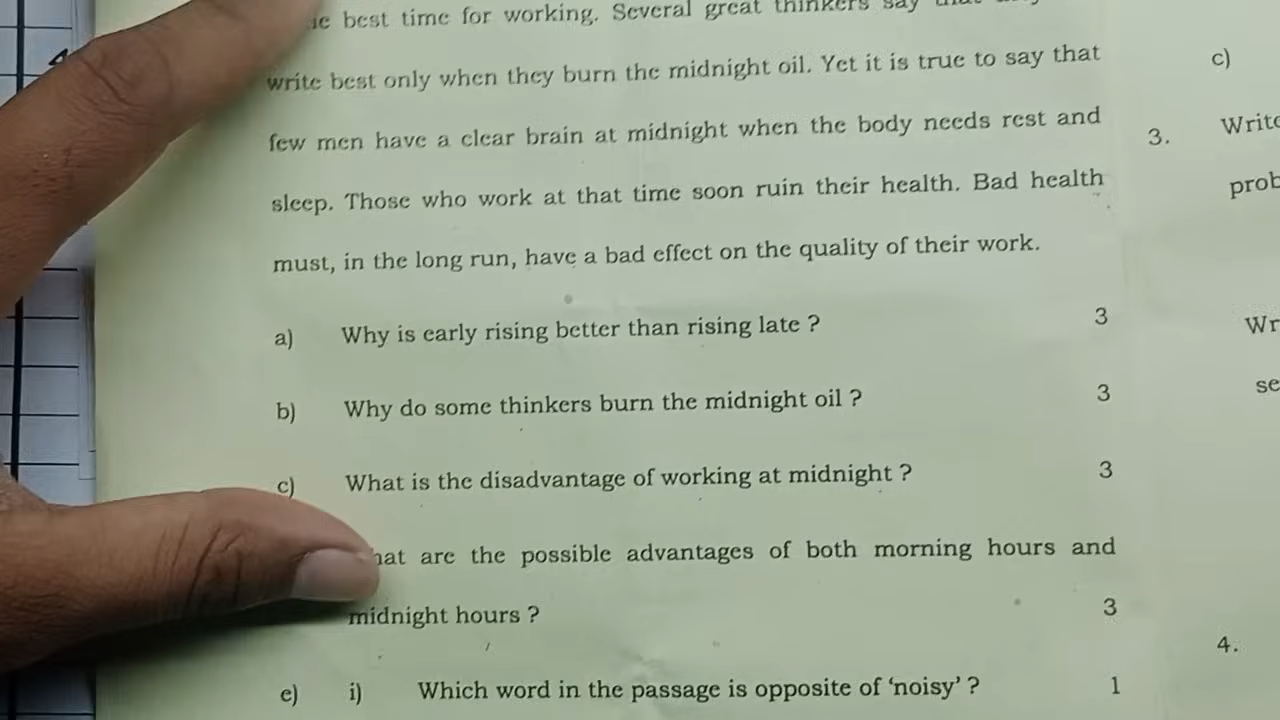 best time for working. Several great thinkers say
write best only when they burn the midnight oil. Yet it is true to say that
few men have a clear brain at midnight when the body needs rest and
sleep. Those who work at that time soon ruin their health. Bad health
must, in the long run, have a bad effect on the quality of their work.
a) Why is early rising better than rising late ? 3
b) Why do some thinkers burn the midnight oil ? 3
c) What is the disadvantage of working at midnight ? 3
are the possible advantages of both morning hours and
midnight hours ? 3
e) i) Which word in the passage is opposite of 'noisy' ? 1
c)
3. Write
4.